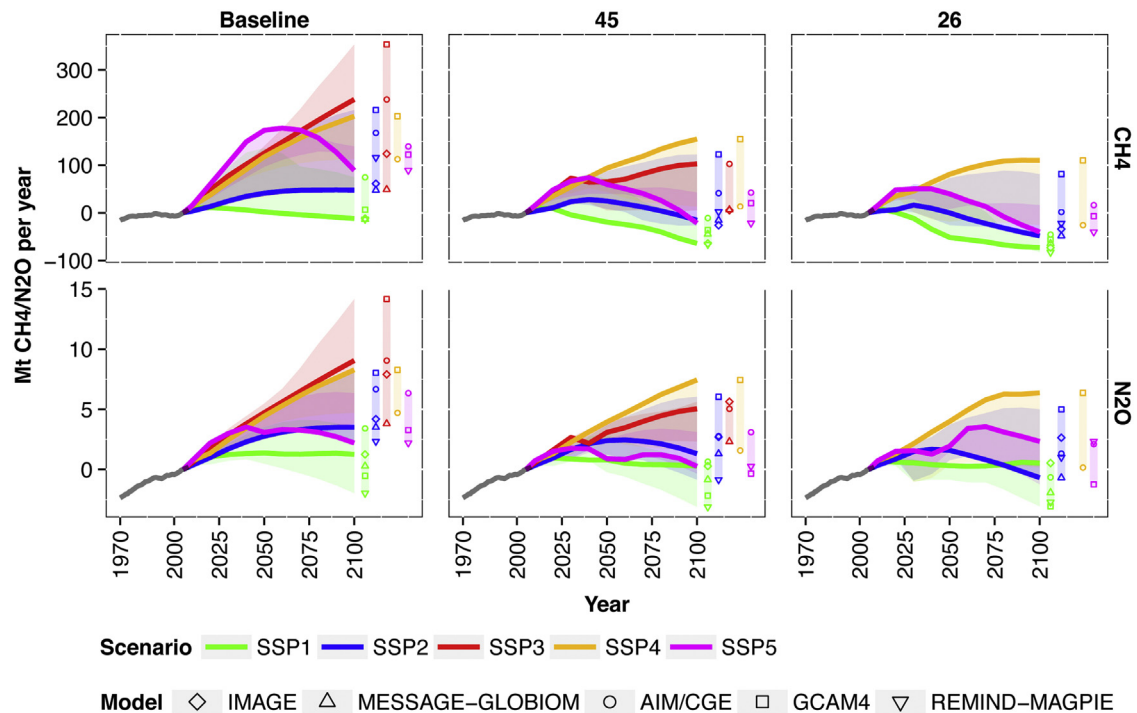 Baseline 45 26
300
200
100
0
−100
CH4
Mt CH4/N2O per year
15
10
5
0
N2O
1970 2000 2025 2050 2075 2100 1970 2000 2025 2050 2075 2100 1970 2000 2025 2050 2075 2100
Year
Scenario SSP1 SSP2 SSP3 SSP4 SSP5
Model IMAGE MESSAGE−GLOBIOM AIM/CGE GCAM4 REMIND−MAGPIE